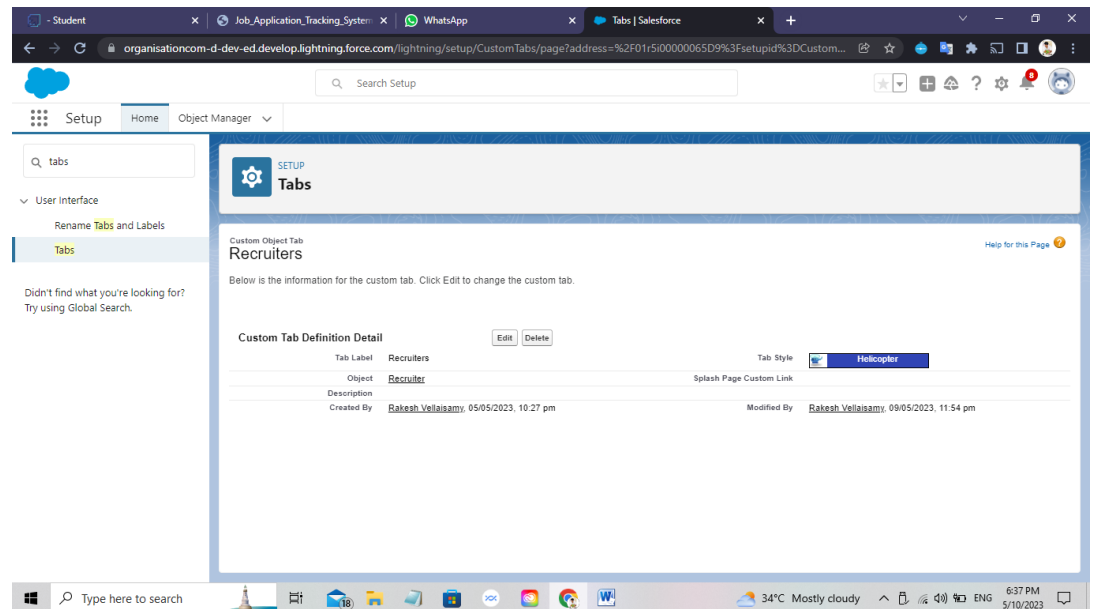 - Student
Job_Application_Tracking_System
WhatsApp
Tabs | Salesforce
organisationcom-d-dev-ed.develop.lightning.force.com/lightning/setup/CustomTabs/page?address=%2F01r5i00000065D9%3Fsetupid%3DCustom...
Search Setup
8
Setup Home Object Manager
tabs
User Interface
Rename Tabs and Labels
Tabs
Didn't find what you're looking for?
Try using Global Search.
SETUP
Tabs
Custom Object Tab
Recruiters
Help for this Page ?
Below is the information for the custom tab. Click Edit to change the custom tab.
Custom Tab Definition Detail Edit Delete
Tab Label Recruiters Tab Style Helicopter
Object Recruiter Splash Page Custom Link
Description
Created By Rakesh Vellaisamy, 05/05/2023, 10:27 pm Modified By Rakesh Vellaisamy, 09/05/2023, 11:54 pm
Type here to search 18 W 34°C Mostly cloudy ENG 6:37 PM
5/10/2023